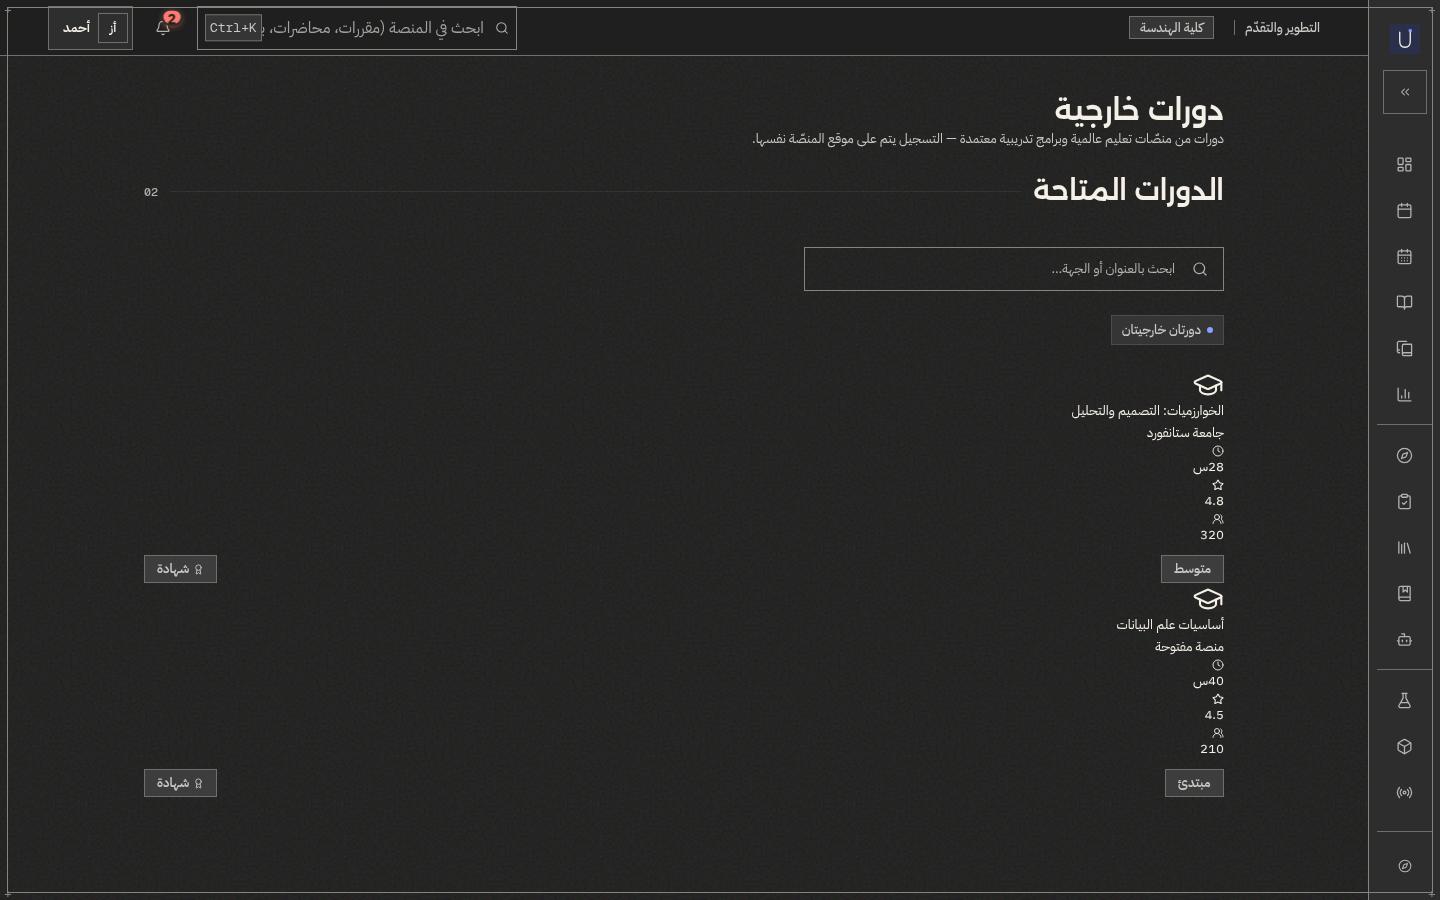 التطوير والتقدّم
كلية الهندسة
ابحث في المنصة (مقررات، محاضرات،
Ctrl+K
2
أز
أحمد
دورات خارجية
دورات من منصّات تعليم عالمية وبرامج تدريبية معتمدة — التسجيل يتم على موقع المنصّة نفسها.
الدورات المتاحة
02
ابحث بالعنوان أو الجهة...
دورتان خارجيتان
الخوارزميات: التصميم والتحليل
جامعة ستانفورد
28س
4.8
320
متوسط
شهادة
أساسيات علم البيانات
منصة مفتوحة
40س
4.5
210
مبتدئ
شهادة